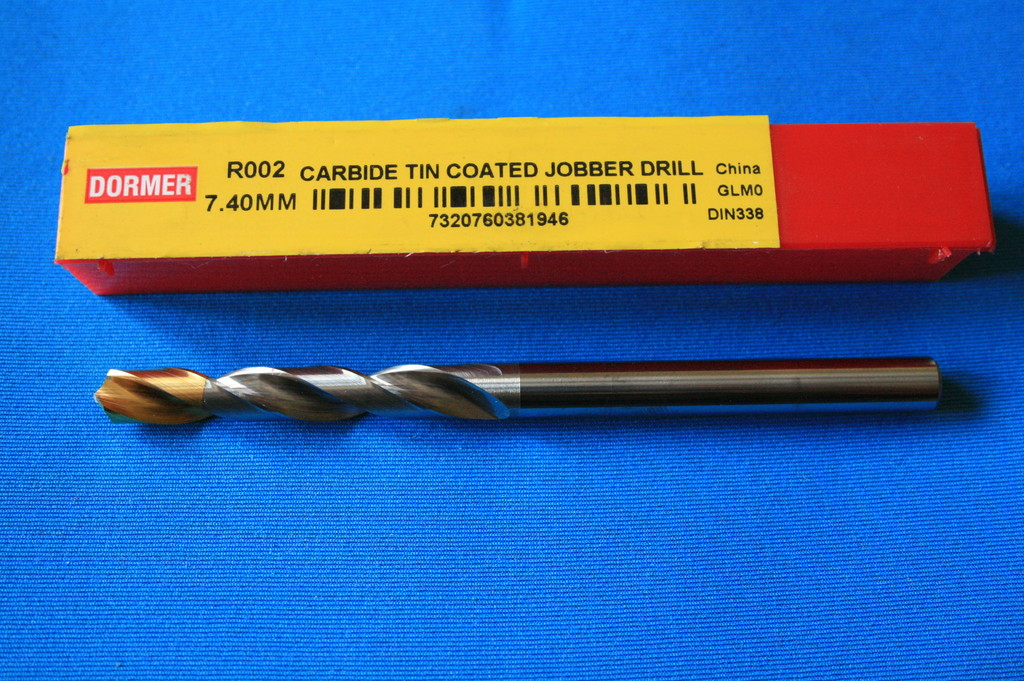 DORMER
R002 CARBIDE TIN COATED JOBBER DRILL
7.40MM
7320760381946
China
GLM0
DIN338